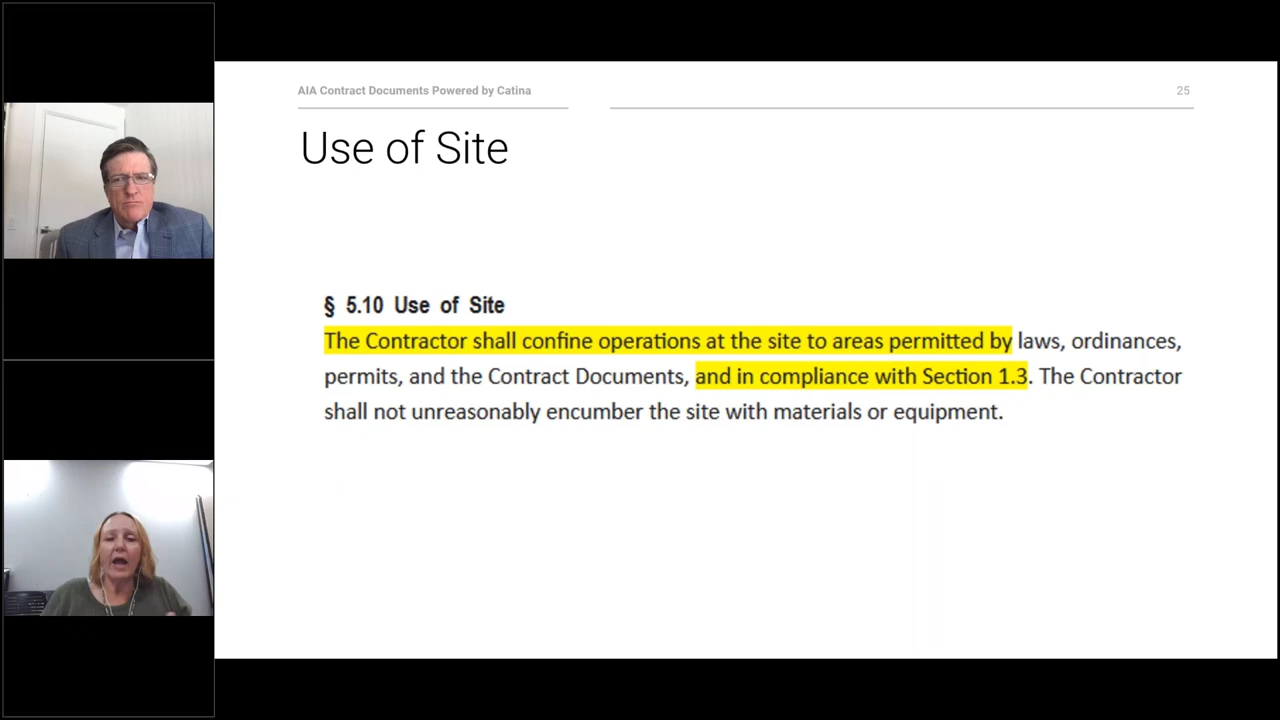 AIA Contract Documents Powered by Catina
25
Use of Site
§ 5.10 Use of Site
The Contractor shall confine operations at the site to areas permitted by laws, ordinances,
permits, and the Contract Documents, and in compliance with Section 1.3. The Contractor
shall not unreasonably encumber the site with materials or equipment.